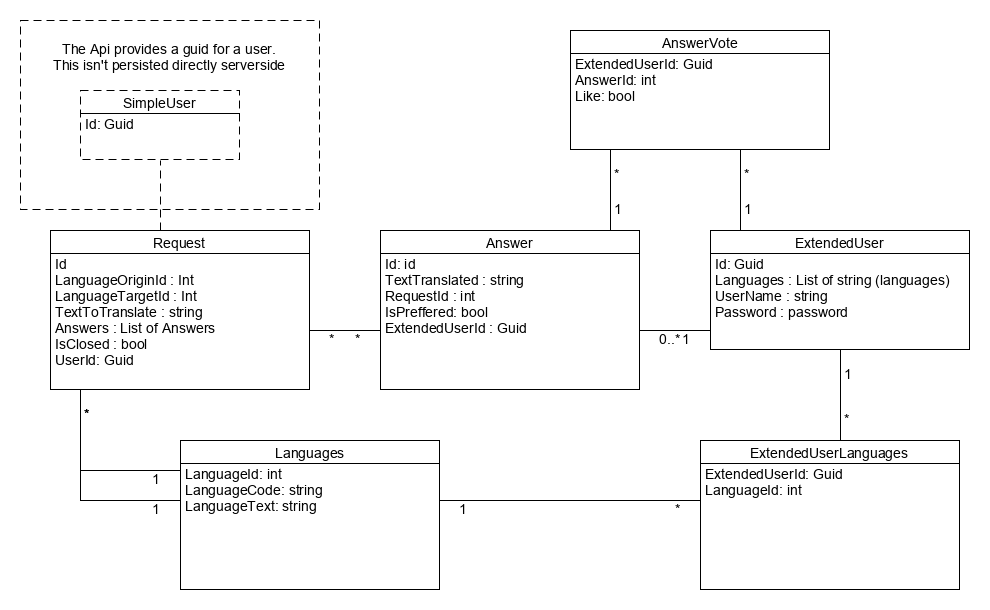 The Api provides a guid for a user.
This isn't persisted directly serverside
SimpleUser
Id: Guid
AnswerVote
ExtendedUserId: Guid
AnswerId: int
Like: bool
*
1
*
1
Request
Id
LanguageOriginId : Int
LanguageTargetId : Int
TextToTranslate : string
Answers : List of Answers
IsClosed : bool
UserId: Guid
*
*
Answer
Id: id
TextTranslated : string
RequestId : int
IsPreffered: bool
ExtendedUserId : Guid
0..*
1
ExtendedUser
Id: Guid
Languages : List of string (languages)
UserName : string
Password : password
1
*
*
1
1
Languages
LanguageId: int
LanguageCode: string
LanguageText: string
1
*
ExtendedUserLanguages
ExtendedUserId: Guid
LanguageId: int